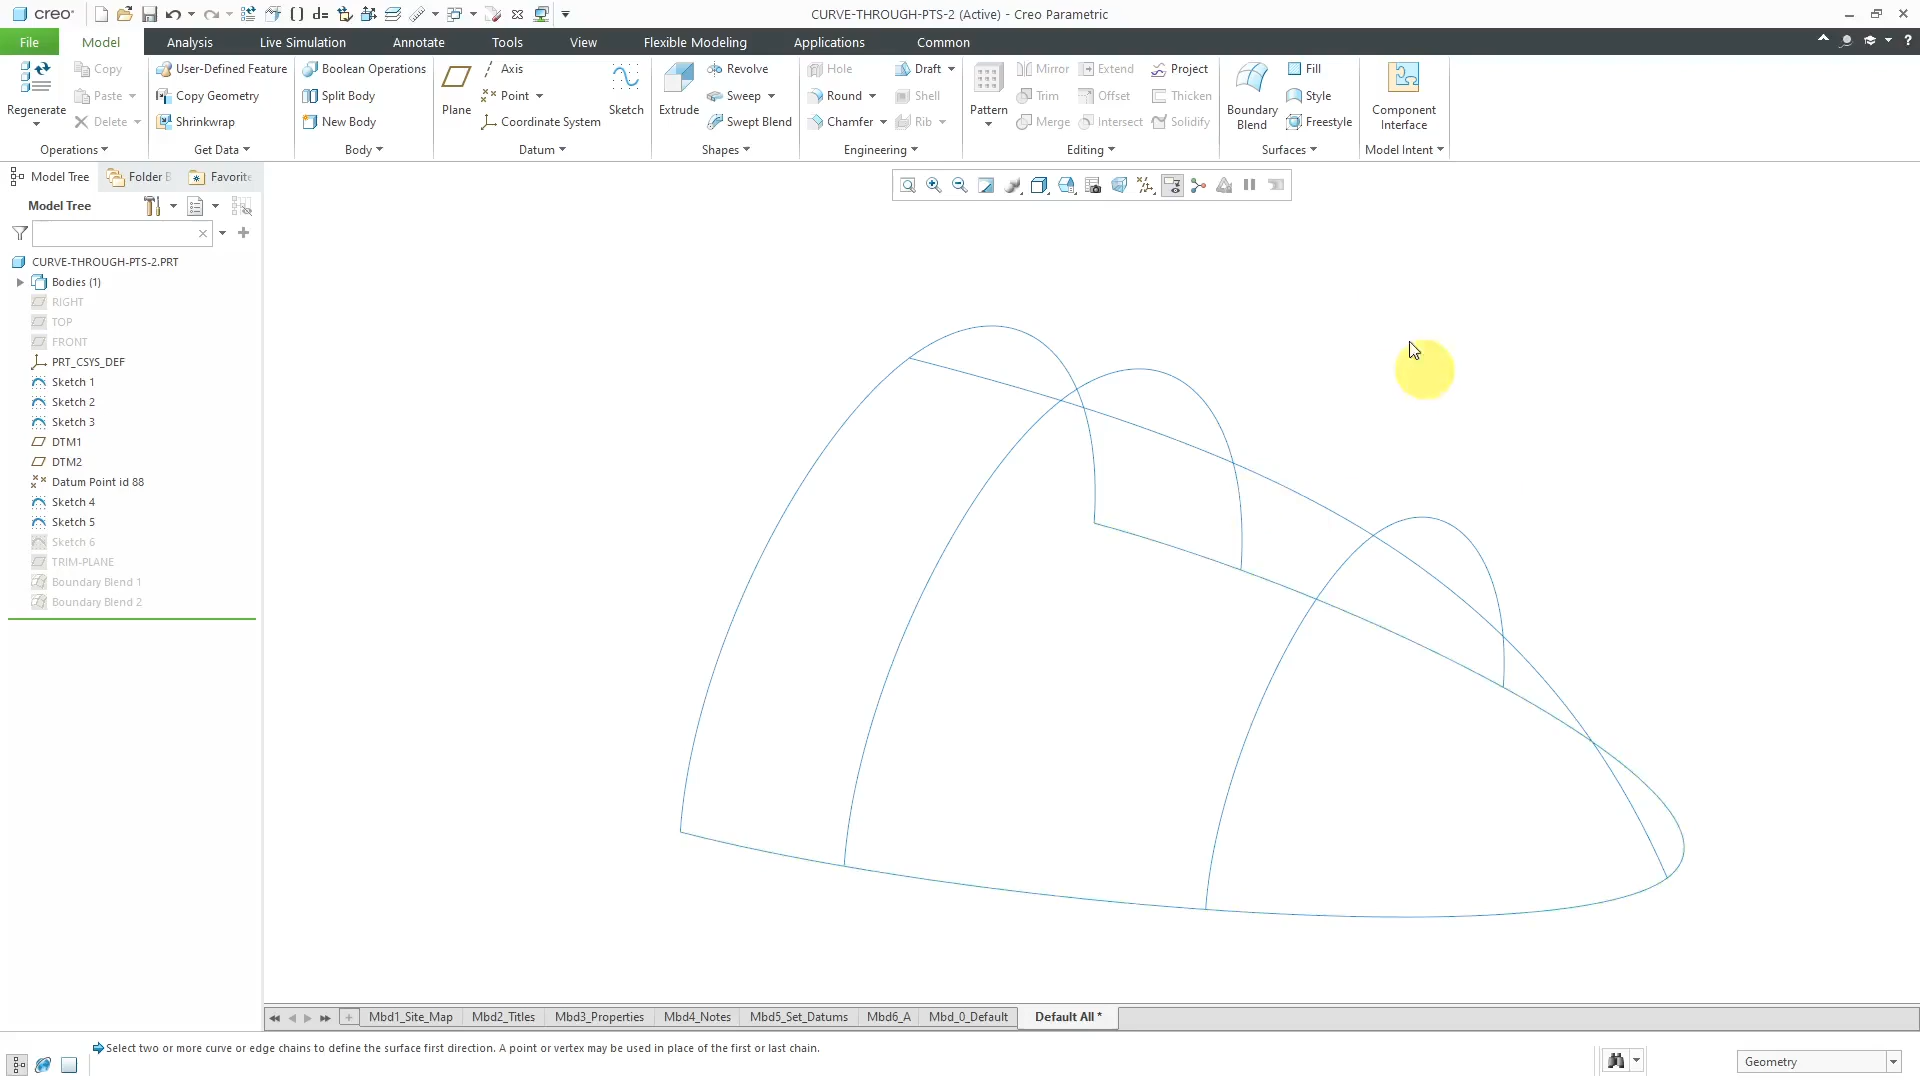 creo
CURVE-THROUGH-PTS-2 (Active) - Creo Parametric
File
Model
Analysis
Live Simulation
Annotate
Tools
View
Flexible Modeling
Applications
Common
Regenerate
Copy
Paste
Delete
Operations
User-Defined Feature
Copy Geometry
Shrinkwrap
Get Data
Boolean Operations
Split Body
New Body
Body
Plane
Axis
Point
Coordinate System
Sketch
Datum
Extrude
Revolve
Sweep
Swept Blend
Shapes
Hole
Round
Chamfer
Draft
Shell
Rib
Engineering
Pattern
Mirror
Trim
Merge
Extend
Offset
Intersect
Project
Thicken
Solidify
Editing
Boundary
Blend
Fill
Style
Freestyle
Surfaces
Component
Interface
Model Intent
Model Tree
Folder B
Favorite
Model Tree
CURVE-THROUGH-PTS-2.PRT
Bodies (1)
RIGHT
TOP
FRONT
PRT_CSYS_DEF
Sketch 1
Sketch 2
Sketch 3
DTM1
DTM2
Datum Point id 88
Sketch 4
Sketch 5
Sketch 6
TRIM-PLANE
Boundary Blend 1
Boundary Blend 2
Mbd1_Site_Map
Mbd2_Titles
Mbd3_Properties
Mbd4_Notes
Mbd5_Set_Datums
Mbd6_A
Mbd_0_Default
Default All *
Select two or more curve or edge chains to define the surface first direction. A point or vertex may be used in place of the first or last chain.
Geometry